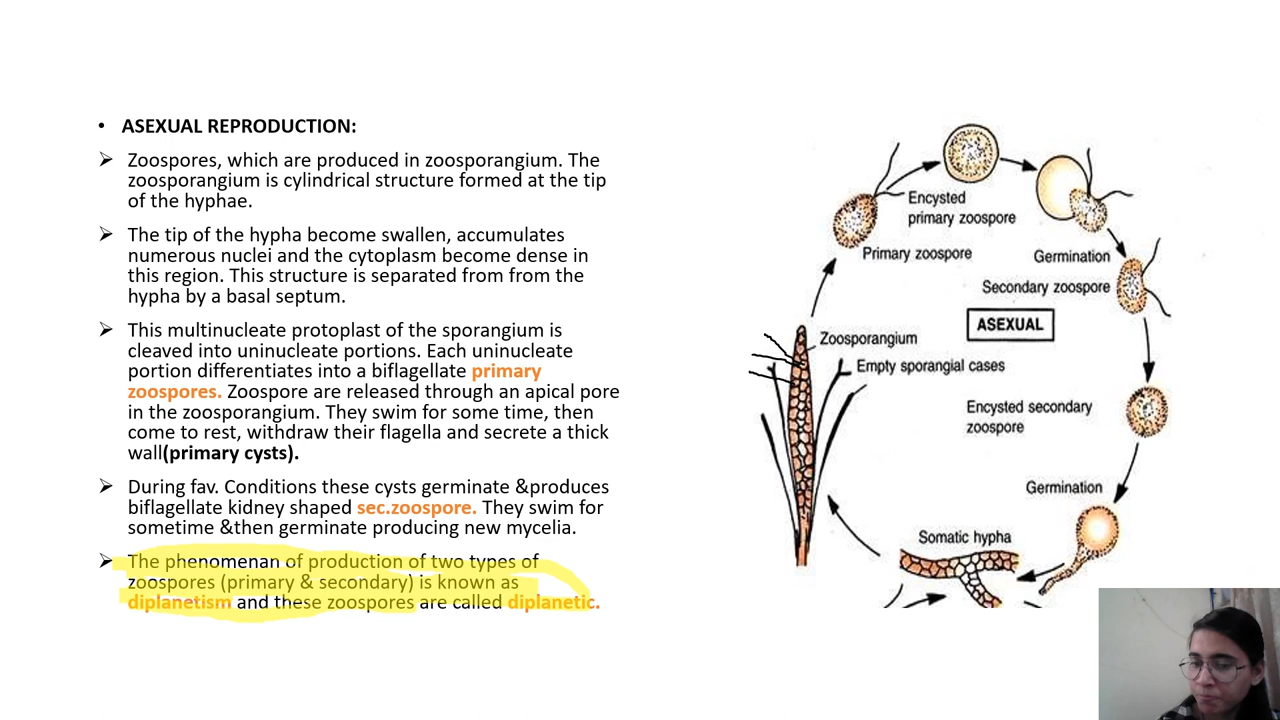 • ASEXUAL REPRODUCTION:
➢ Zoospores, which are produced in zoosporangium. The
zoosporangium is cylindrical structure formed at the tip
of the hyphae.
➢ The tip of the hypha become swallen, accumulates
numerous nuclei and the cytoplasm become dense in
this region. This structure is separated from from the
hypha by a basal septum.
➢ This multinucleate protoplast of the sporangium is
cleaved into uninucleate portions. Each uninucleate
portion differentiates into a biflagellate primary
zoospores. Zoospore are released through an apical pore
in the zoosporangium. They swim for some time, then
come to rest, withdraw their flagella and secrete a thick
wall(primary cysts).
➢ During fav. Conditions these cysts germinate &produces
biflagellate kidney shaped sec.zoospore. They swim for
sometime &then germinate producing new mycelia.
➢ The phenomenan of production of two types of
zoospores (primary & secondary) is known as
diplanetism and these zoospores are called diplanetic.
Encysted
primary zoospore
Primary zoospore
Germination
Secondary zoospore
ASEXUAL
Zoosporangium
Empty sporangial cases
Encysted secondary
zoospore
Germination
Somatic hypha